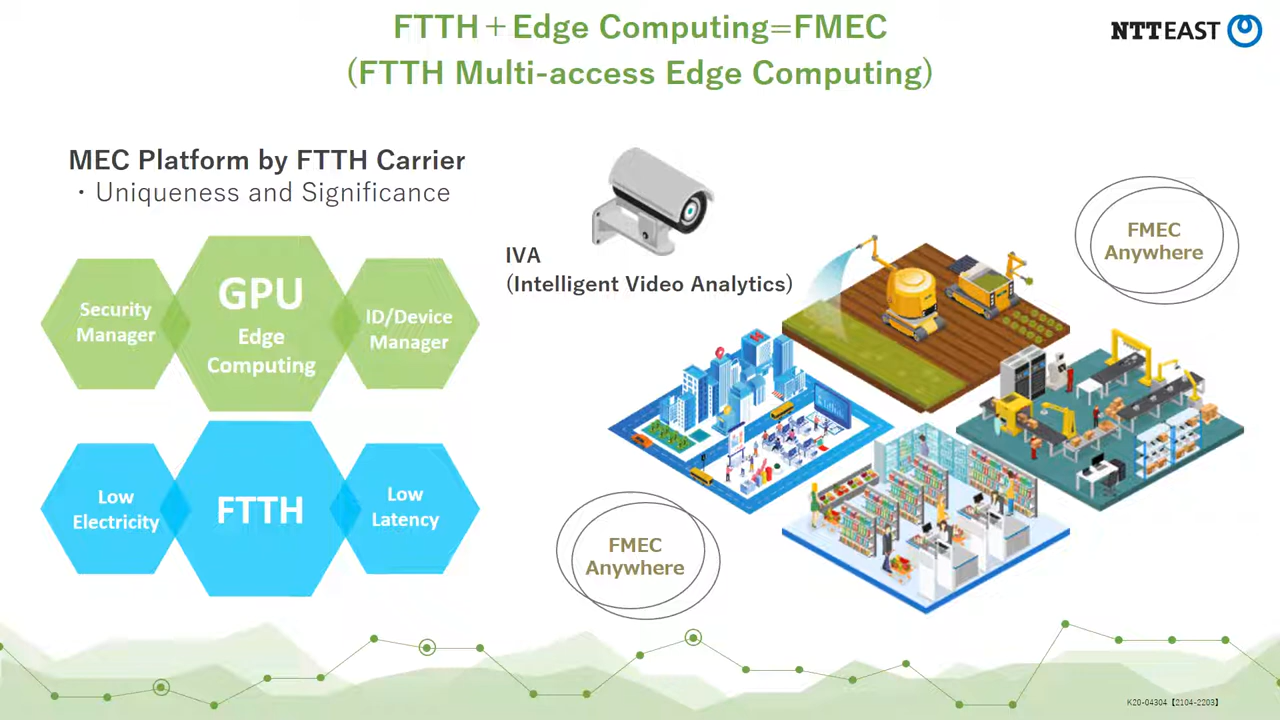 FTTH＋Edge Computing=FMEC
(FTTH Multi-access Edge Computing)
NTT EAST
MEC Platform by FTTH Carrier
・Uniqueness and Significance
Security
Manager
GPU
Edge
Computing
ID/Device
Manager
Low
Electricity
FTTH
Low
Latency
IVA
(Intelligent Video Analytics)
FMEC
Anywhere
FMEC
Anywhere
K20-04304【2104-2203】